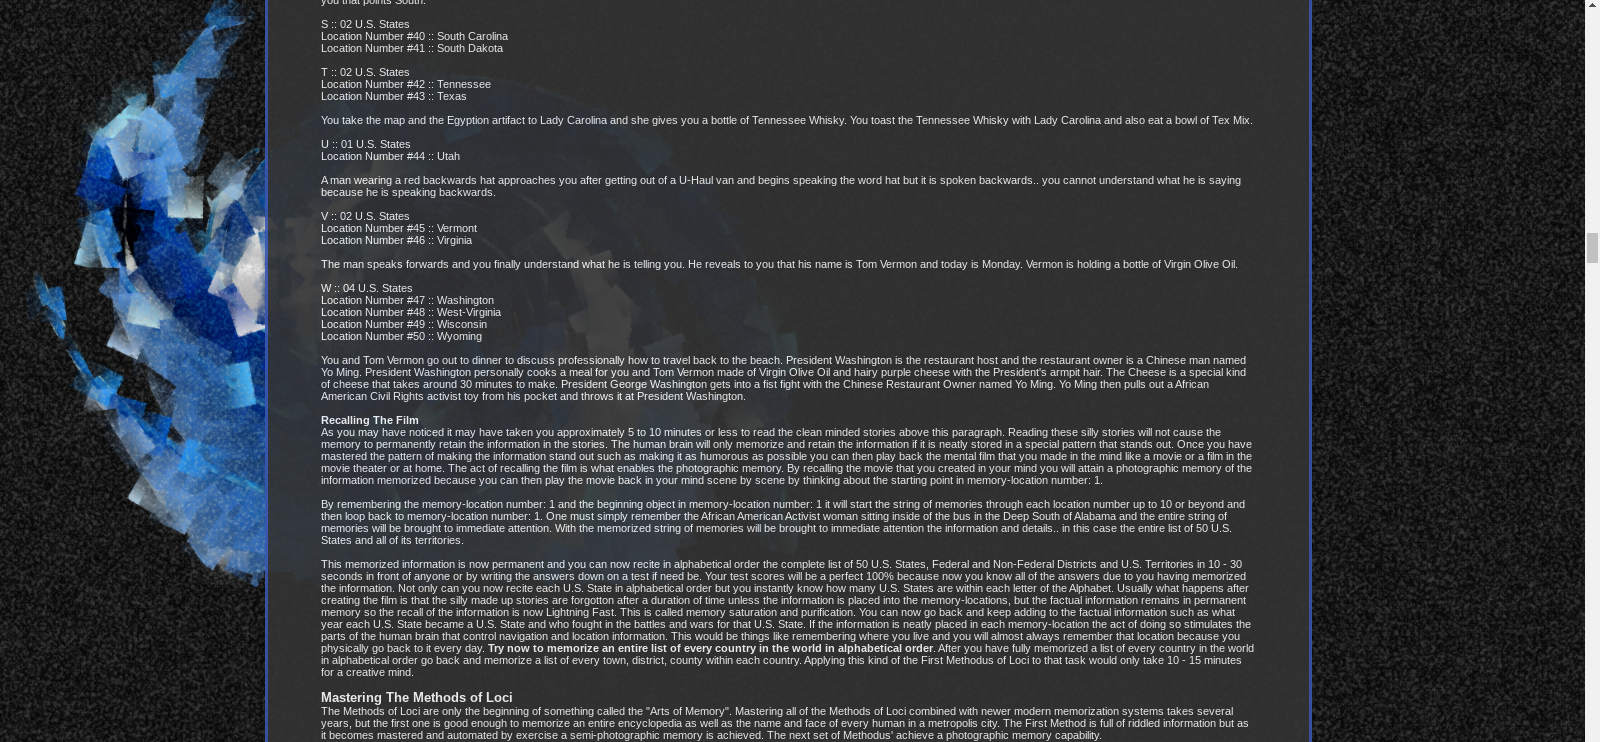 you that points South.
S :: 02 U.S. States
Location Number #40 :: South Carolina
Location Number #41 :: South Dakota
T :: 02 U.S. States
Location Number #42 :: Tennessee
Location Number #43 :: Texas
You take the map and the Egyption artifact to Lady Carolina and she gives you a bottle of Tennessee Whisky. You toast the Tennessee Whisky with Lady Carolina and also eat a bowl of Tex Mix.
U :: 01 U.S. States
Location Number #44 :: Utah
A man wearing a red backwards hat approaches you after getting out of a U-Haul van and begins speaking the word hat but it is spoken backwards.. you cannot understand what he is saying
because he is speaking backwards.
V :: 02 U.S. States
Location Number #45 :: Vermont
Location Number #46 :: Virginia
The man speaks forwards and you finally understand what he is telling you. He reveals to you that his name is Tom Vermon and today is Monday. Vermon is holding a bottle of Virgin Olive Oil.
W :: 04 U.S. States
Location Number #47 :: Washington
Location Number #48 :: West-Virginia
Location Number #49 :: Wisconsin
Location Number #50 :: Wyoming
You and Tom Vermon go out to dinner to discuss professionally how to travel back to the beach. President Washington is the restaurant host and the restaurant owner is a Chinese man named
Yo Ming. President Washington personally cooks a meal for you and Tom Vermon made of Virgin Olive Oil and hairy purple cheese with the President's armpit hair. The Cheese is a special kind
of cheese that takes around 30 minutes to make. President George Washington gets into a fist fight with the Chinese Restaurant Owner named Yo Ming. Yo Ming then pulls out a African
American Civil Rights activist toy from his pocket and throws it at President Washington.
Recalling The Film
As you may have noticed it may have taken you approximately 5 to 10 minutes or less to read the clean minded stories above this paragraph. Reading these silly stories will not cause the
memory to permanently retain the information in the stories. The human brain will only memorize and retain the information if it is neatly stored in a special pattern that stands out. Once you have
mastered the pattern of making the information stand out such as making it as humorous as possible you can then play back the mental film that you made in the mind like a movie or a film in the
movie theater or at home. The act of recalling the film is what enables the photographic memory. By recalling the movie that you created in your mind you will attain a photographic memory of the
information memorized because you can then play the movie back in your mind scene by scene by thinking about the starting point in memory-location number: 1.
By remembering the memory-location number: 1 and the beginning object in memory-location number: 1 it will start the string of memories through each location number up to 10 or beyond and
then loop back to memory-location number: 1. One must simply remember the African American Activist woman sitting inside of the bus in the Deep South of Alabama and the entire string of
memories will be brought to immediate attention. With the memorized string of memories will be brought to immediate attention the information and details.. in this case the entire list of 50 U.S.
States and all of its territories.
This memorized information is now permanent and you can now recite in alphabetical order the complete list of 50 U.S. States, Federal and Non-Federal Districts and U.S. Territories in 10 - 30
seconds in front of anyone or by writing the answers down on a test if need be. Your test scores will be a perfect 100% because now you know all of the answers due to you having memorized
the information. Not only can you now recite each U.S. State in alphabetical order but you instantly know how many U.S. States are within each letter of the Alphabet. Usually what happens after
creating the film is that the silly made up stories are forgotton after a duration of time unless the information is placed into the memory-locations, but the factual information remains in permanent
memory so the recall of the information is now Lightning Fast. This is called memory saturation and purification. You can now go back and keep adding to the factual information such as what
year each U.S. State became a U.S. State and who fought in the battles and wars for that U.S. State. If the information is neatly placed in each memory-location the act of doing so stimulates the
parts of the human brain that control navigation and location information. This would be things like remembering where you live and you will almost always remember that location because you
physically go back to it every day. Try now to memorize an entire list of every country in the world in alphabetical order. After you have fully memorized a list of every country in the world
in alphabetical order go back and memorize a list of every town, district, county within each country. Applying this kind of the First Methodus of Loci to that task would only take 10 - 15 minutes
for a creative mind.
Mastering The Methods of Loci
The Methods of Loci are only the beginning of something called the "Arts of Memory". Mastering all of the Methods of Loci combined with newer modern memorization systems takes several
years, but the first one is good enough to memorize an entire encyclopedia as well as the name and face of every human in a metropolis city. The First Method is full of riddled information but as
it becomes mastered and automated by exercise a semi-photographic memory is achieved. The next set of Methodus' achieve a photographic memory capability.